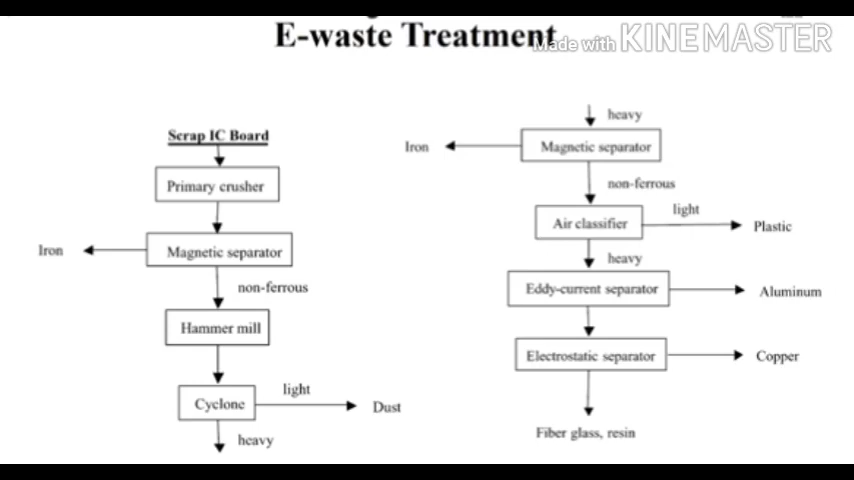 E-waste Treatment
Made with KINEMASTER
Scrap IC Board
Primary crusher
Iron
Magnetic separator
non-ferrous
Hammer mill
light
Cyclone
Dust
heavy
heavy
Iron
Magnetic separator
non-ferrous
light
Air classifier
Plastic
heavy
Eddy-current separator
Aluminum
Electrostatic separator
Copper
Fiber glass, resin